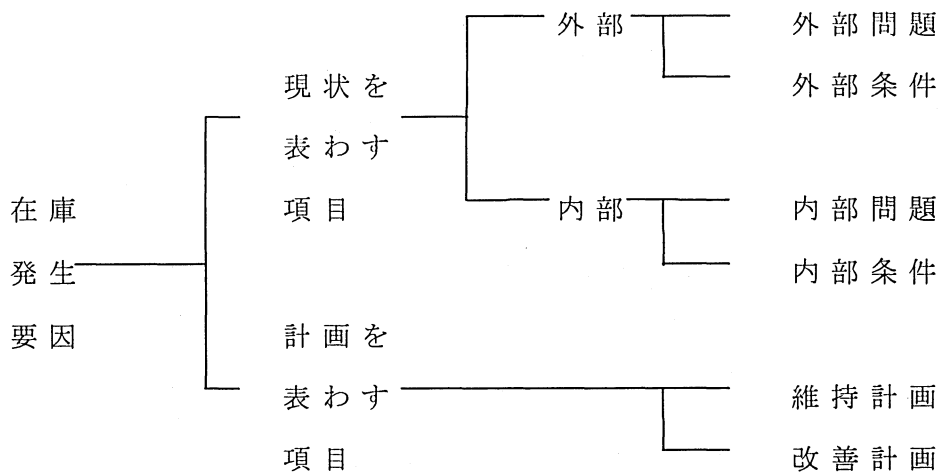 在庫
発生
要因
現状を
表わす
項目
計画を
表わす
項目
外部
内部
外部問題
外部条件
内部問題
内部条件
維持計画
改善計画